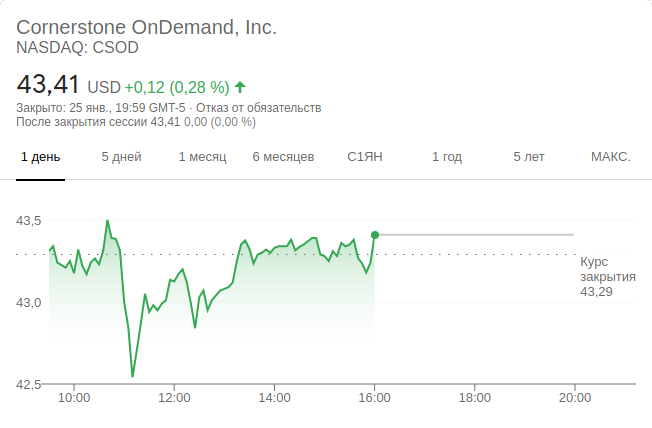 Cornerstone OnDemand, Inc.
NASDAQ: CSOD
43,41 USD +0,12 (0,28 %)
Закрыто: 25 янв., 19:59 GMT-5 · Отказ от обязательств
После закрытия сессии 43,41 0,00 (0,00 %)
1 день 5 дней 1 месяц 6 месяцев С1ЯН 1 год 5 лет МАКС.
43,5
Курс
закрытия
43,29
43,0
42,5
10:00 12:00 14:00 16:00 18:00 20:00